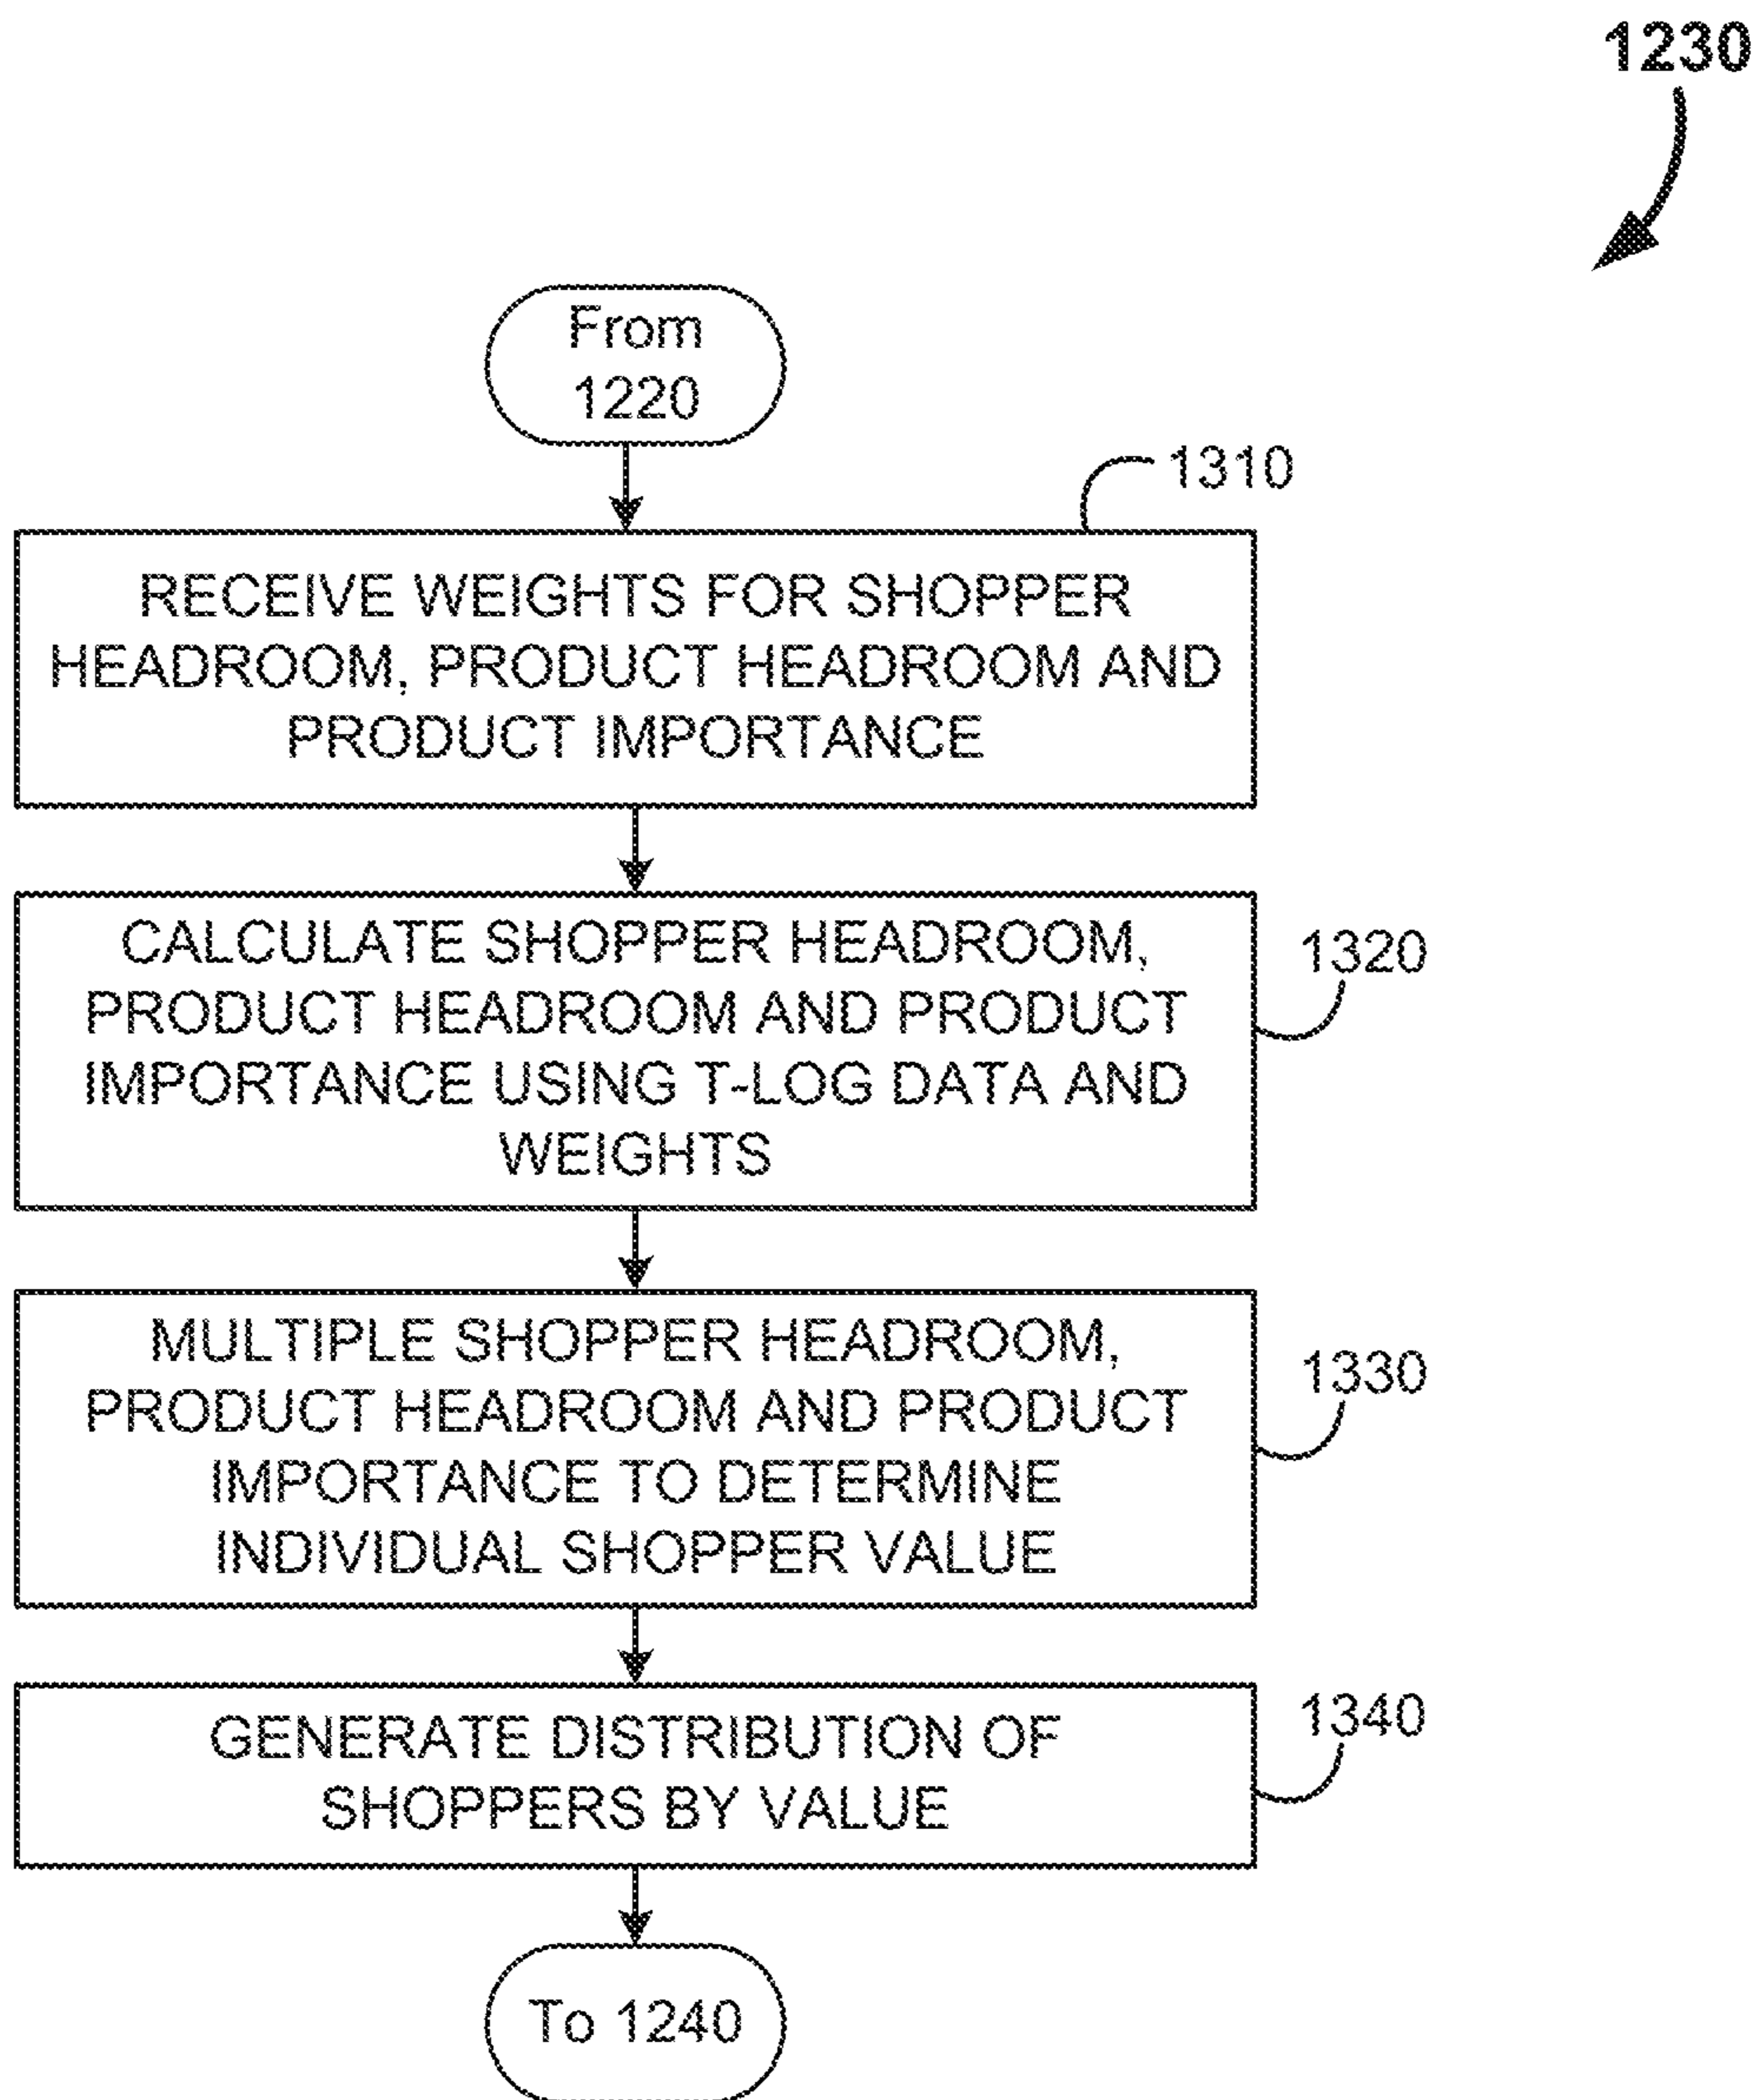 1230
From
1220
1310
RECEIVE WEIGHTS FOR SHOPPER
HEADROOM, PRODUCT HEADROOM AND
PRODUCT IMPORTANCE
CALCULATE SHOPPER HEADROOM,
PRODUCT HEADROOM AND PRODUCT
IMPORTANCE USING T-LOG DATA AND
WEIGHTS
1320
MULTIPLE SHOPPER HEADROOM,
PRODUCT HEADROOM AND PRODUCT
IMPORTANCE TO DETERMINE
INDIVIDUAL SHOPPER VALUE
1330
GENERATE DISTRIBUTION OF
SHOPPERS BY VALUE
1340
To 1240